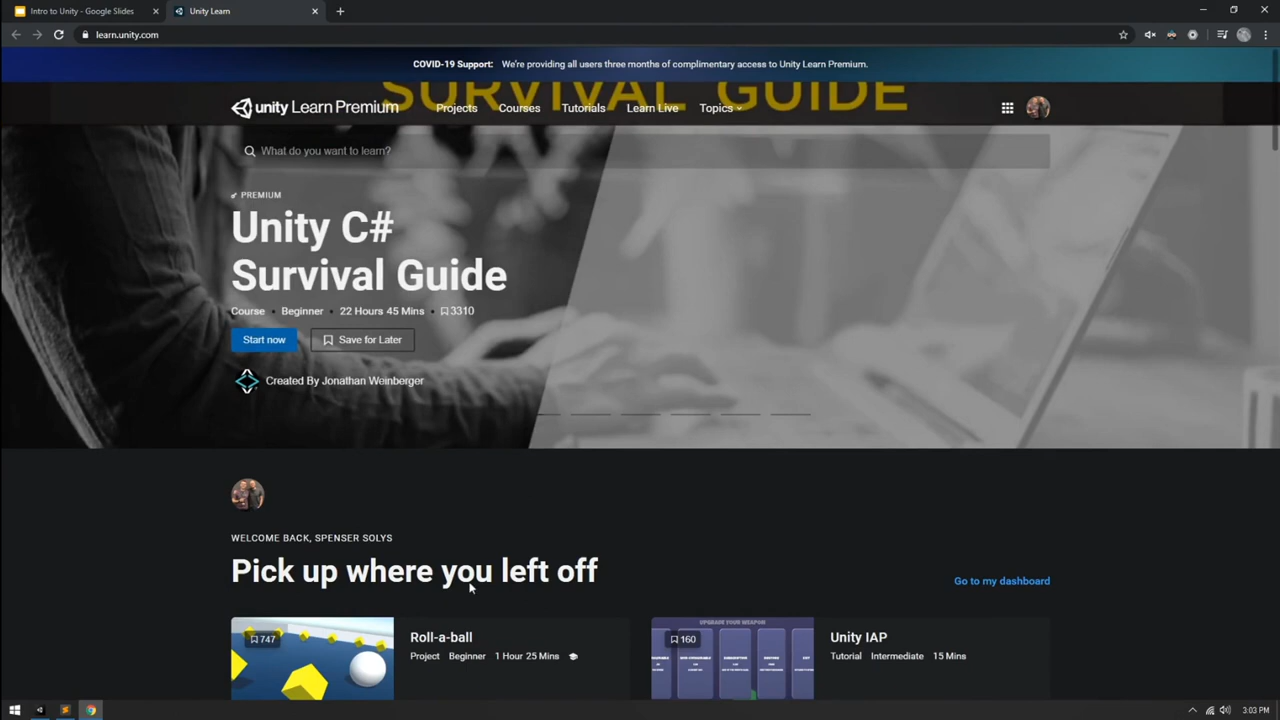 Intro to Unity - Google Slides
Unity Learn
learn.unity.com
COVID-19 Support: We're providing all users three months of complimentary access to Unity Learn Premium.
SURVIVAL GUIDE
unity Learn Premium
Projects
Courses
Tutorials
Learn Live
Topics
What do you want to learn?
PREMIUM
Unity C#
Survival Guide
Course • Beginner • 22 Hours 45 Mins • 3310
Start now
Save for Later
Created By Jonathan Weinberger
WELCOME BACK, SPENSER SOLYS
Pick up where you left off
Go to my dashboard
747
Roll-a-ball
Project Beginner 1 Hour 25 Mins
UPGRADE YOUR WEAPON
160
Unity IAP
Tutorial Intermediate 15 Mins
3:03 PM